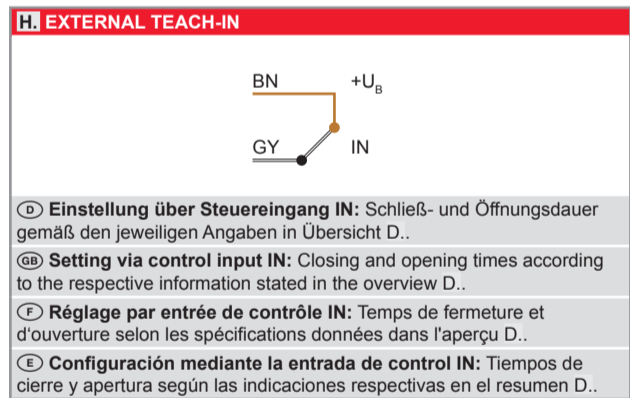 H. EXTERNAL TEACH-IN
BN +UB
GY IN
D Einstellung über Steuereingang IN: Schließ- und Öffnungsdauer
gemäß den jeweiligen Angaben in Übersicht D..
GB Setting via control input IN: Closing and opening times according
to the respective information stated in the overview D..
F Réglage par entrée de contrôle IN: Temps de fermeture et
d‘ouverture selon les spécifications données dans l'aperçu D..
E Configuración mediante la entrada de control IN: Tiempos de
cierre y apertura según las indicaciones respectivas en el resumen D..